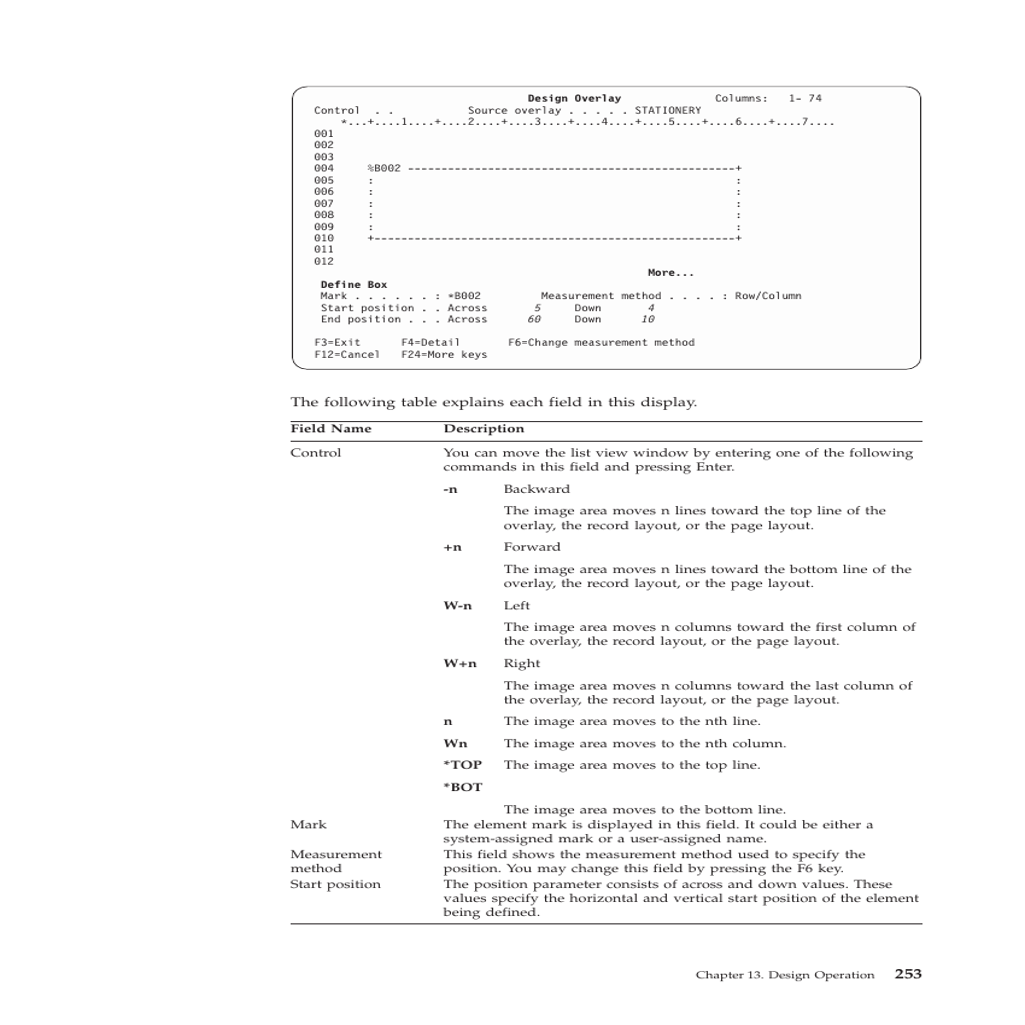 Design Overlay              Columns:   1- 74
Control  . .           Source overlay . . . . . STATIONERY
    *...+....1....+....2....+....3....+....4....+....5....+....6....+....7....
001
002
003
004     %B002 -------------------------------------------------+
005     :                                                      :
006     :                                                      :
007     :                                                      :
008     :                                                      :
009     :                                                      :
010     +------------------------------------------------------+
011
012
More...
Define Box
Mark . . . . . . : *B002         Measurement method . . . . : Row/Column
Start position . . Across       5     Down       4
End position . . . Across      60     Down      10
F3=Exit      F4=Detail       F6=Change measurement method
F12=Cancel   F24=More keys
The following table explains each field in this display.
Field Name    Description
Control    You can move the list view window by entering one of the following
commands in this field and pressing Enter.
-n    Backward
The image area moves n lines toward the top line of the
overlay, the record layout, or the page layout.
+n    Forward
The image area moves n lines toward the bottom line of the
overlay, the record layout, or the page layout.
W-n    Left
The image area moves n columns toward the first column of
the overlay, the record layout, or the page layout.
W+n    Right
The image area moves n columns toward the last column of
the overlay, the record layout, or the page layout.
n    The image area moves to the nth line.
Wn    The image area moves to the nth column.
*TOP    The image area moves to the top line.
*BOT
The image area moves to the bottom line.
Mark    The element mark is displayed in this field. It could be either a
system-assigned mark or a user-assigned name.
Measurement    This field shows the measurement method used to specify the
method    position. You may change this field by pressing the F6 key.
Start position    The position parameter consists of across and down values. These
values specify the horizontal and vertical start position of the element
being defined.
Chapter 13. Design Operation    253